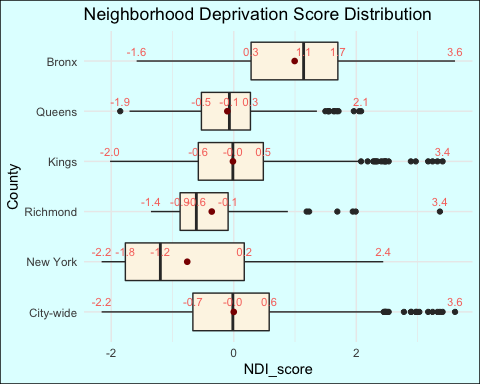 Neighborhood Deprivation Score Distribution
County
Bronx
-1.6 0.3 1.1 1.7 3.6
Queens
-1.9 -0.5 -0.1 0.3 2.1
Kings
-2.0 -0.6 -0.0 0.5 3.4
Richmond
-1.4 -0.9 -0.6 -0.1 3.4
New York
-2.2 -1.8 -1.2 0.2 2.4
City-wide
-2.2 -0.7 -0.0 0.6 3.6
-2 0 2
NDI_score